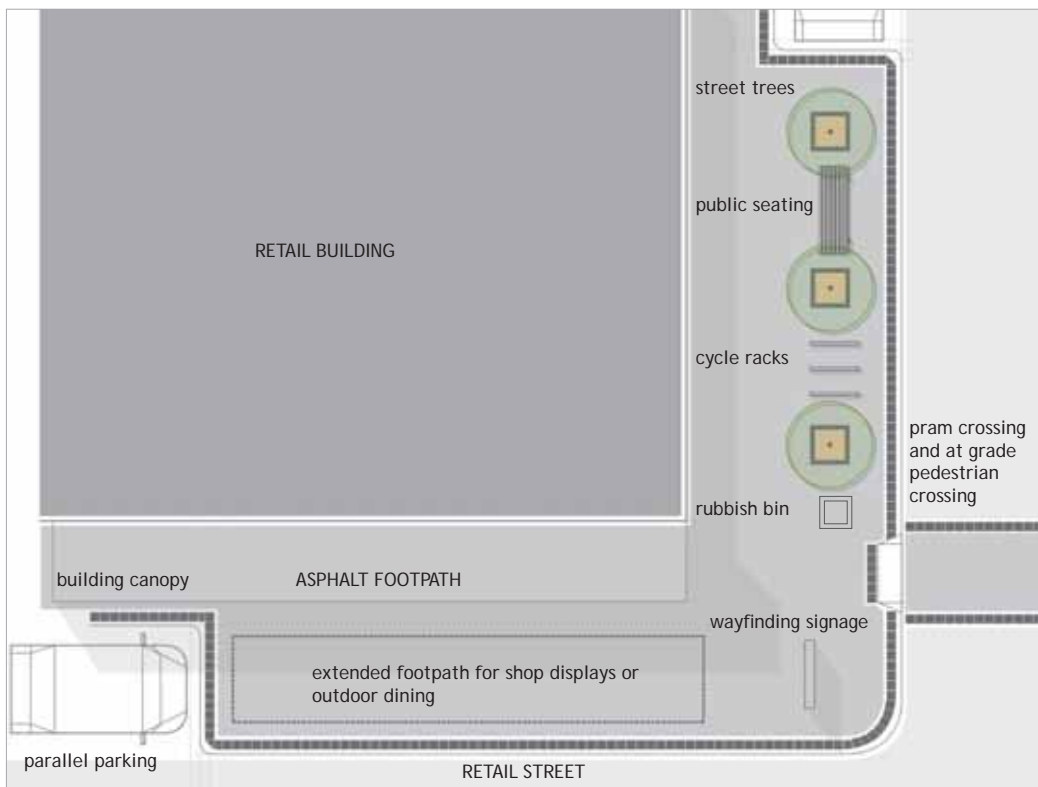 street trees
public seating
RETAIL BUILDING
cycle racks
pram crossing
and at grade
pedestrian
crossing
rubbish bin
building canopy
ASPHALT FOOTPATH
wayfinding signage
extended footpath for shop displays or
outdoor dining
parallel parking
RETAIL STREET